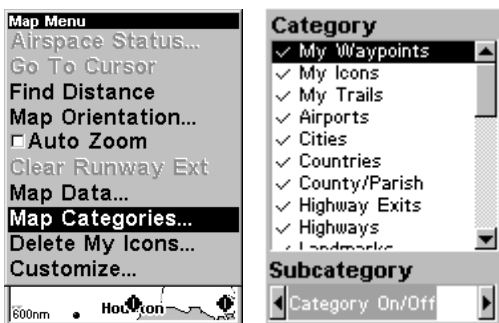 Map Menu
Airspace Status...
Go To Cursor
Find Distance
Map Orientation...
Auto Zoom
Clear Runway Ext
Map Data...
Map Categories...
Delete My Icons...
Customize...
600nm
Houston
Category
My Waypoints
My Icons
My Trails
Airports
Cities
Countries
County/Parish
Highway Exits
Highways
Landmarks
Subcategory
Category On/Off